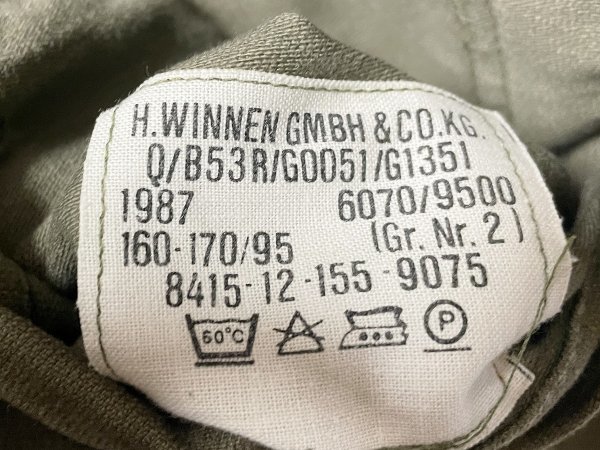 H.WINNEN GMBH & CO.KG.
Q/B53R/G0051/G1351
1987 6070/9500
160-170/95 (Gr. Nr. 2)
8415-12-155-9075
60°C P